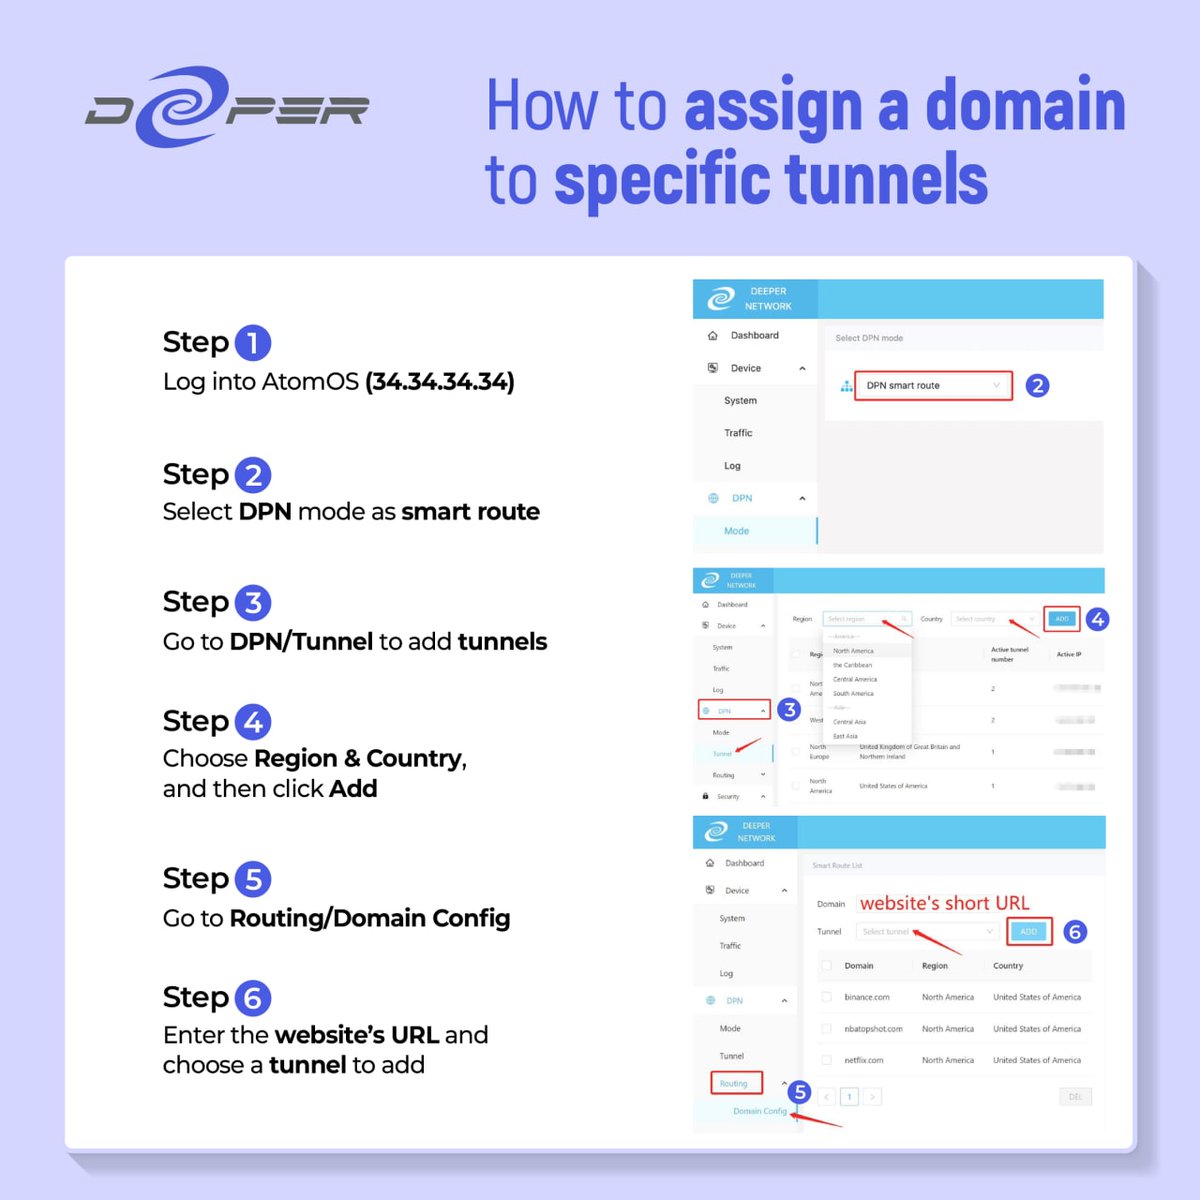 DEEPER
How to assign a domain
to specific tunnels
Step 1
Log into AtomOS (34.34.34.34)
Step 2
Select DPN mode as smart route
Step 3
Go to DPN/Tunnel to add tunnels
Step 4
Choose Region & Country,
and then click Add
Step 5
Go to Routing/Domain Config
Step 6
Enter the website's URL and
choose a tunnel to add
DEEPER
NETWORK
Dashboard
Device
System
Traffic
Log
DPN
Mode
Select DPN mode
DPN smart route
2
DEEPER
NETWORK
Dashboard
Device
System
Traffic
Log
DPN
3
Mode
Tunnel
Routing
Security
Region Select region Country Select country ADD 4
America
North America
the Caribbean
Central America
South America
Asia
Central Asia
East Asia
Active tunnel
number
Active IP
2
2
North
Europe
United Kingdom of Great Britain and
Northern Ireland
1
North
America
United States of America
1
DEEPER
NETWORK
Dashboard
Device
System
Traffic
Log
DPN
Mode
Tunnel
Routing
5
Domain Config
Smart Route List
Domain website's short URL
Tunnel Select tunnel ADD 6
Domain Region Country
binance.com North America United States of America
nbatopshot.com North America United States of America
netflix.com North America United States of America
< 1 >
DEL